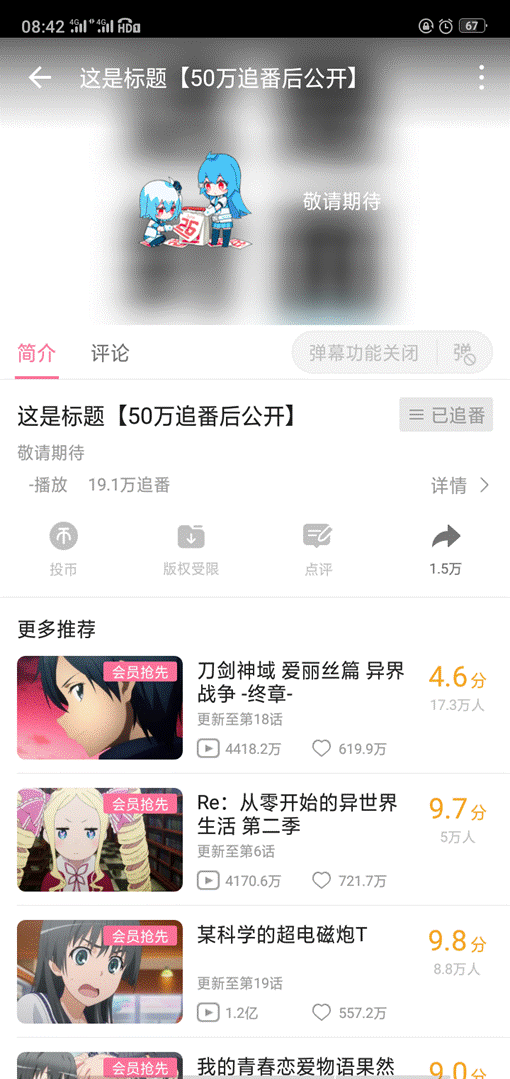 08:42 4G 4G HD 67
这是标题【50万追番后公开】
26
敬请期待
简介 评论 弹幕功能关闭 弹
这是标题【50万追番后公开】 已追番
敬请期待
-播放 19.1万追番 详情
投币 版权受限 点评 1.5万
更多推荐
会员抢先
刀剑神域 爱丽丝篇 异界
战争 -终章-
4.6分
17.3万人
更新至第18话
4418.2万 619.9万
会员抢先
Re：从零开始的异世界
生活 第二季
9.7分
5万人
更新至第6话
4170.6万 721.7万
会员抢先
某科学的超电磁炮T
9.8分
8.8万人
更新至第19话
1.2亿 557.2万
会员抢先
我的青春恋爱物语果然
9.0分